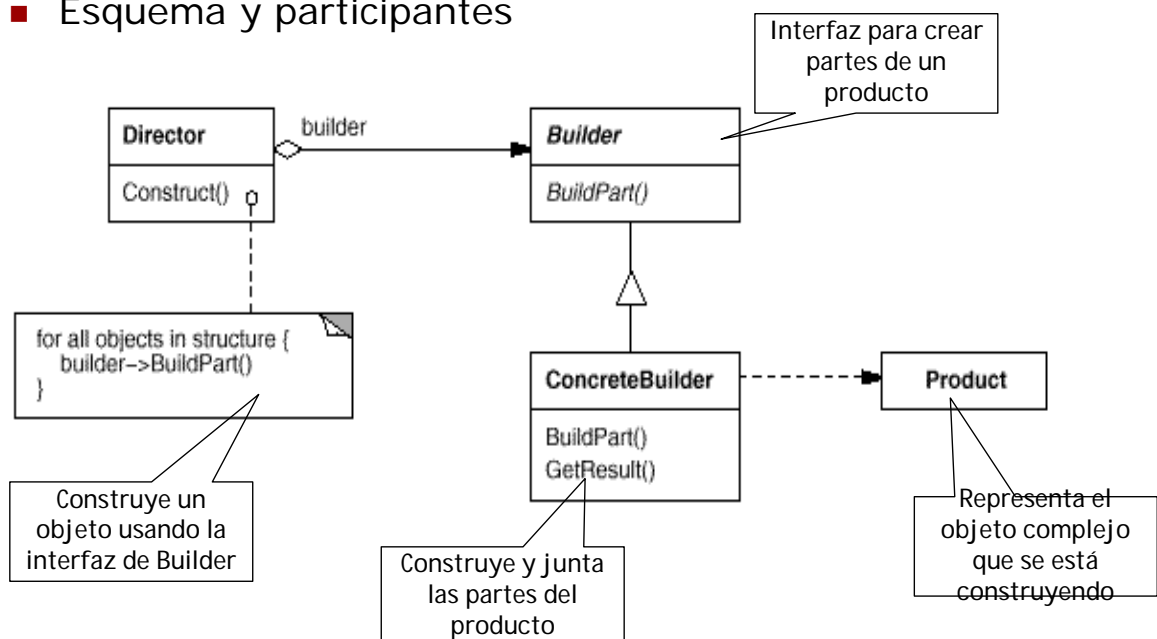 Esquema y participantes
Interfaz para crear
partes de un
producto
Director
builder
Builder
Construct()
BuildPart()
for all objects in structure {
builder->BuildPart()
}
ConcreteBuilder
Product
BuildPart()
GetResult()
Construye un
objeto usando la
interfaz de Builder
Construye y junta
las partes del
producto
Representa el
objeto complejo
que se está
construyendo